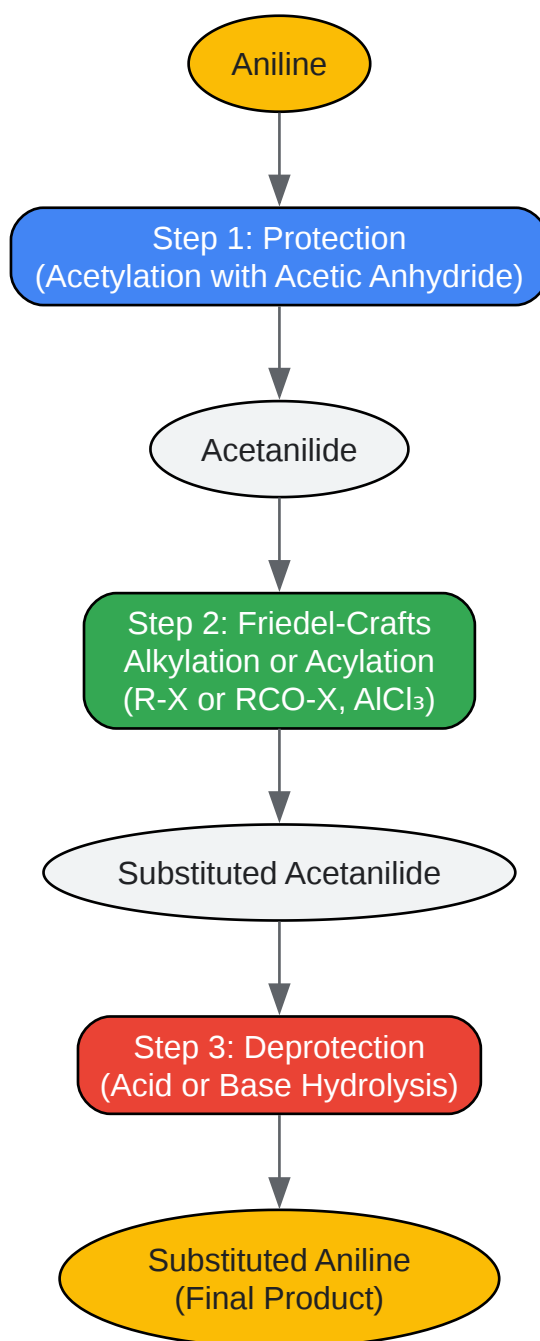 Aniline
Step 1: Protection
(Acetylation with Acetic Anhydride)
Acetanilide
Step 2: Friedel-Crafts
Alkylation or Acylation
(R-X or RCO-X, AlCl₃)
Substituted Acetanilide
Step 3: Deprotection
(Acid or Base Hydrolysis)
Substituted Aniline
(Final Product)